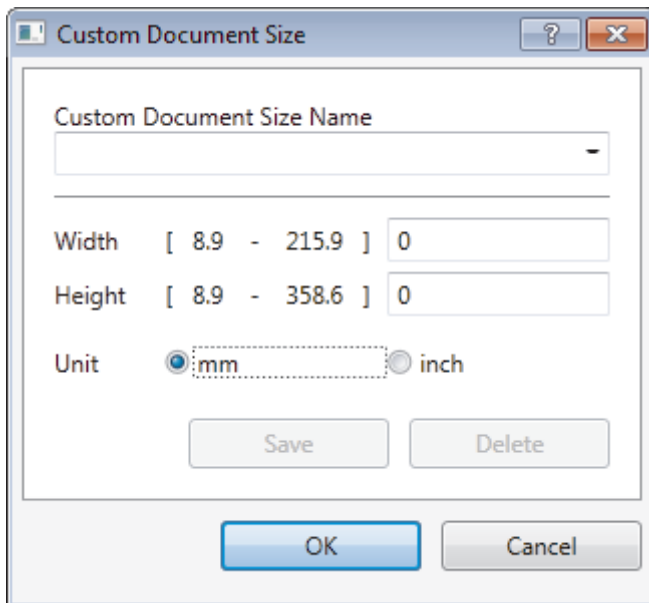 Custom Document Size
Custom Document Size Name
Width [ 8.9 - 215.9 ] 0
Height [ 8.9 - 358.6 ] 0
Unit mm inch
Save Delete
OK Cancel